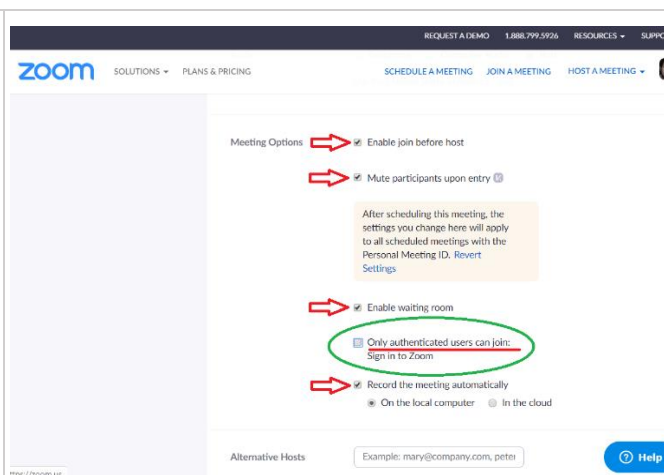 REQUEST A DEMO 1.888.799.5926 RESOURCES SUPPO
zoom SOLUTIONS PLANS & PRICING SCHEDULE A MEETING JOIN A MEETING HOST A MEETING
Meeting Options Enable join before host
Mute participants upon entry
After scheduling this meeting, the
settings you change here will apply
to all scheduled meetings with the
Personal Meeting ID. Revert
Settings
Enable waiting room
Only authenticated users can join:
Sign in to Zoom
Record the meeting automatically
On the local computer In the cloud
Alternative Hosts Example: mary@company.com, peter
Help